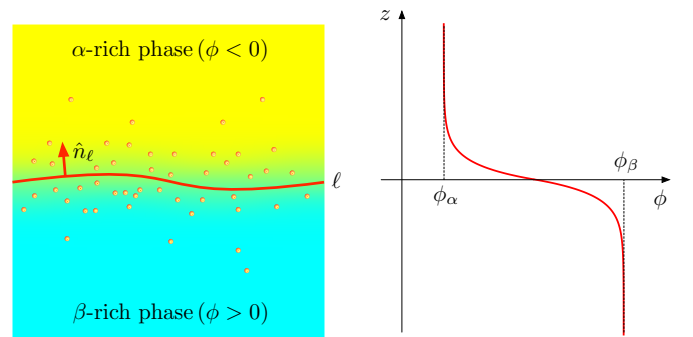 α-rich phase (ϕ < 0)
n̂ℓ
ℓ
β-rich phase (ϕ > 0)
z
ϕβ
ϕα
ϕ